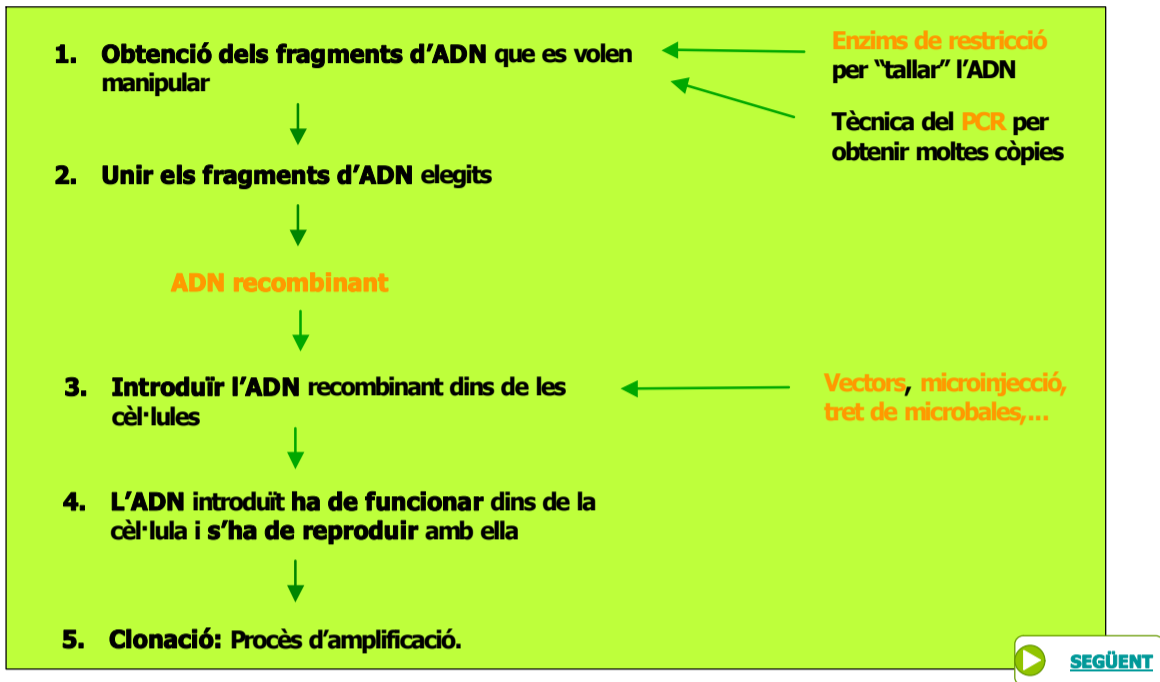 1. Obtenció dels fragments d’ADN que es volen
manipular
Enzims de restricció
per “tallar” l’ADN
Tècnica del PCR per
obtenir moltes còpies
2. Unir els fragments d’ADN elegits
ADN recombinant
3. Introduïr l’ADN recombinant dins de les
cèl·lules
Vectors, microinjecció,
tret de microbales,...
4. L’ADN introduït ha de funcionar dins de la
cèl·lula i s’ha de reproduir amb ella
5. Clonació: Procès d’amplificació.
SEGÜENT